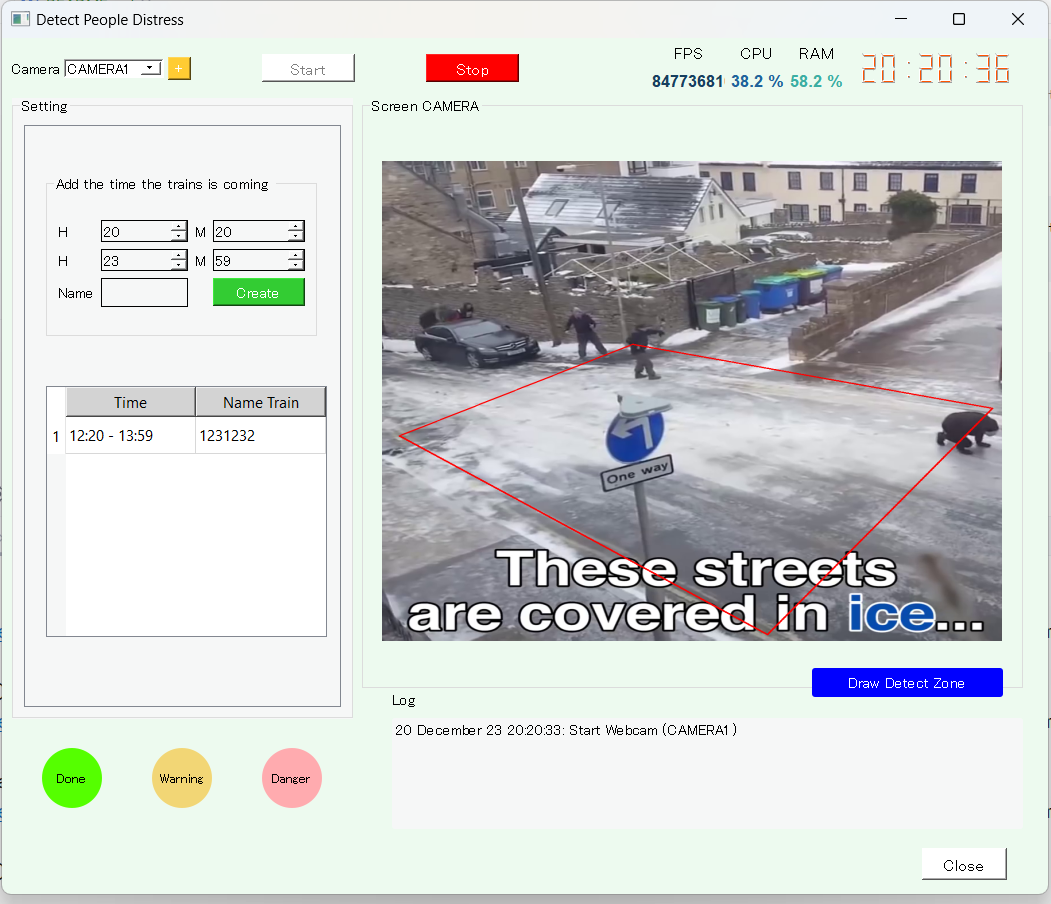 Detect People Distress
Camera CAMERA1 +
Start
Stop
FPS CPU RAM
84773681 38.2 % 58.2 %
20:20:36
Setting
Add the time the trains is coming
H 20 M 20
H 23 M 59
Name
Create
Time Name Train
1 12:20 - 13:59 1231232
Done
Warning
Danger
Screen CAMERA
One way
These streets
are covered in ice...
Draw Detect Zone
Log
20 December 23 20:20:33: Start Webcam (CAMERA1)
Close